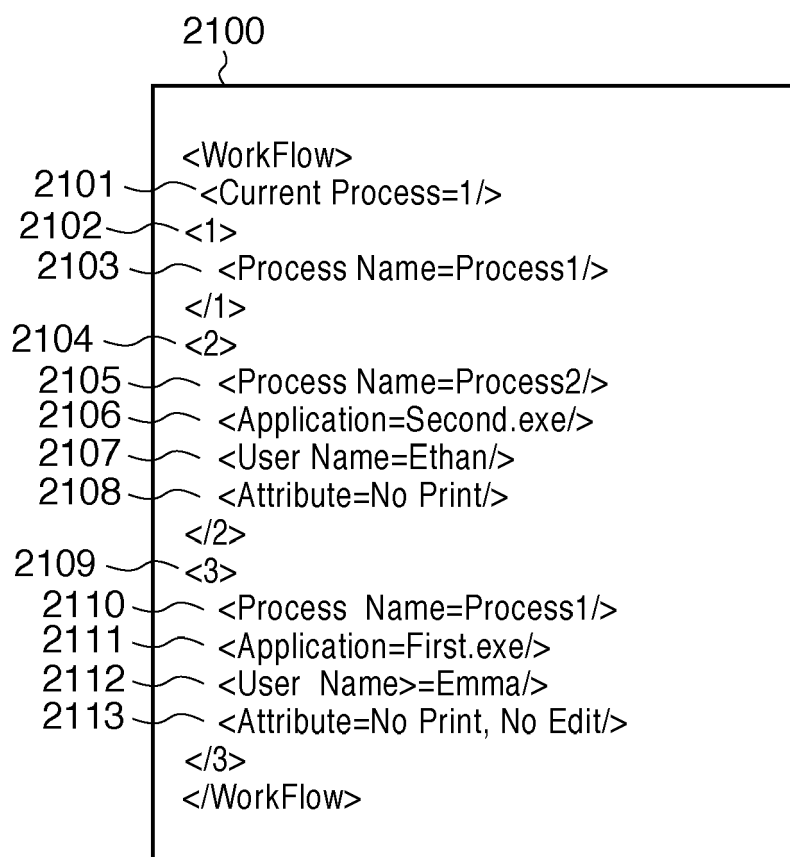 2100
<WorkFlow>
2101 <Current Process=1/>
2102 <1>
2103 <Process Name=Process1/>
</1>
2104 <2>
2105 <Process Name=Process2/>
2106 <Application=Second.exe/>
2107 <User Name=Ethan/>
2108 <Attribute=No Print/>
</2>
2109 <3>
2110 <Process  Name=Process1/>
2111 <Application=First.exe/>
2112 <User  Name>=Emma/>
2113 <Attribute=No Print, No Edit/>
</3>
</WorkFlow>